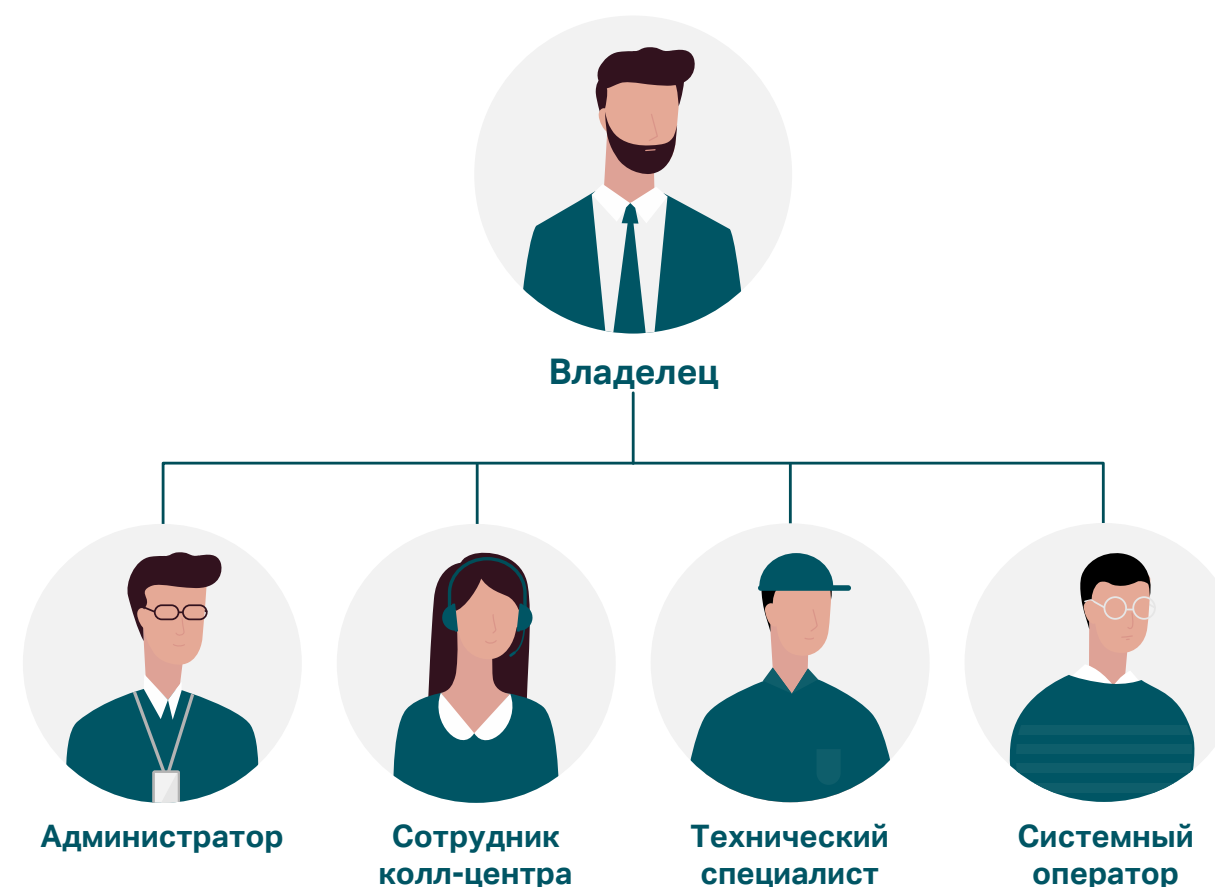 Владелец
Администратор
Сотрудник
колл-центра
Технический
специалист
Системный
оператор